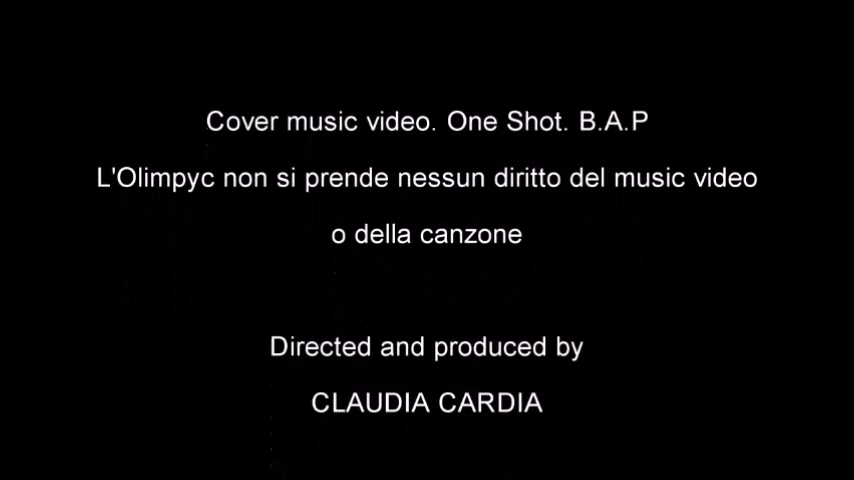 Cover music video. One Shot. B.A.P
L'Olimpyc non si prende nessun diritto del music video
o della canzone
Directed and produced by
CLAUDIA CARDIA